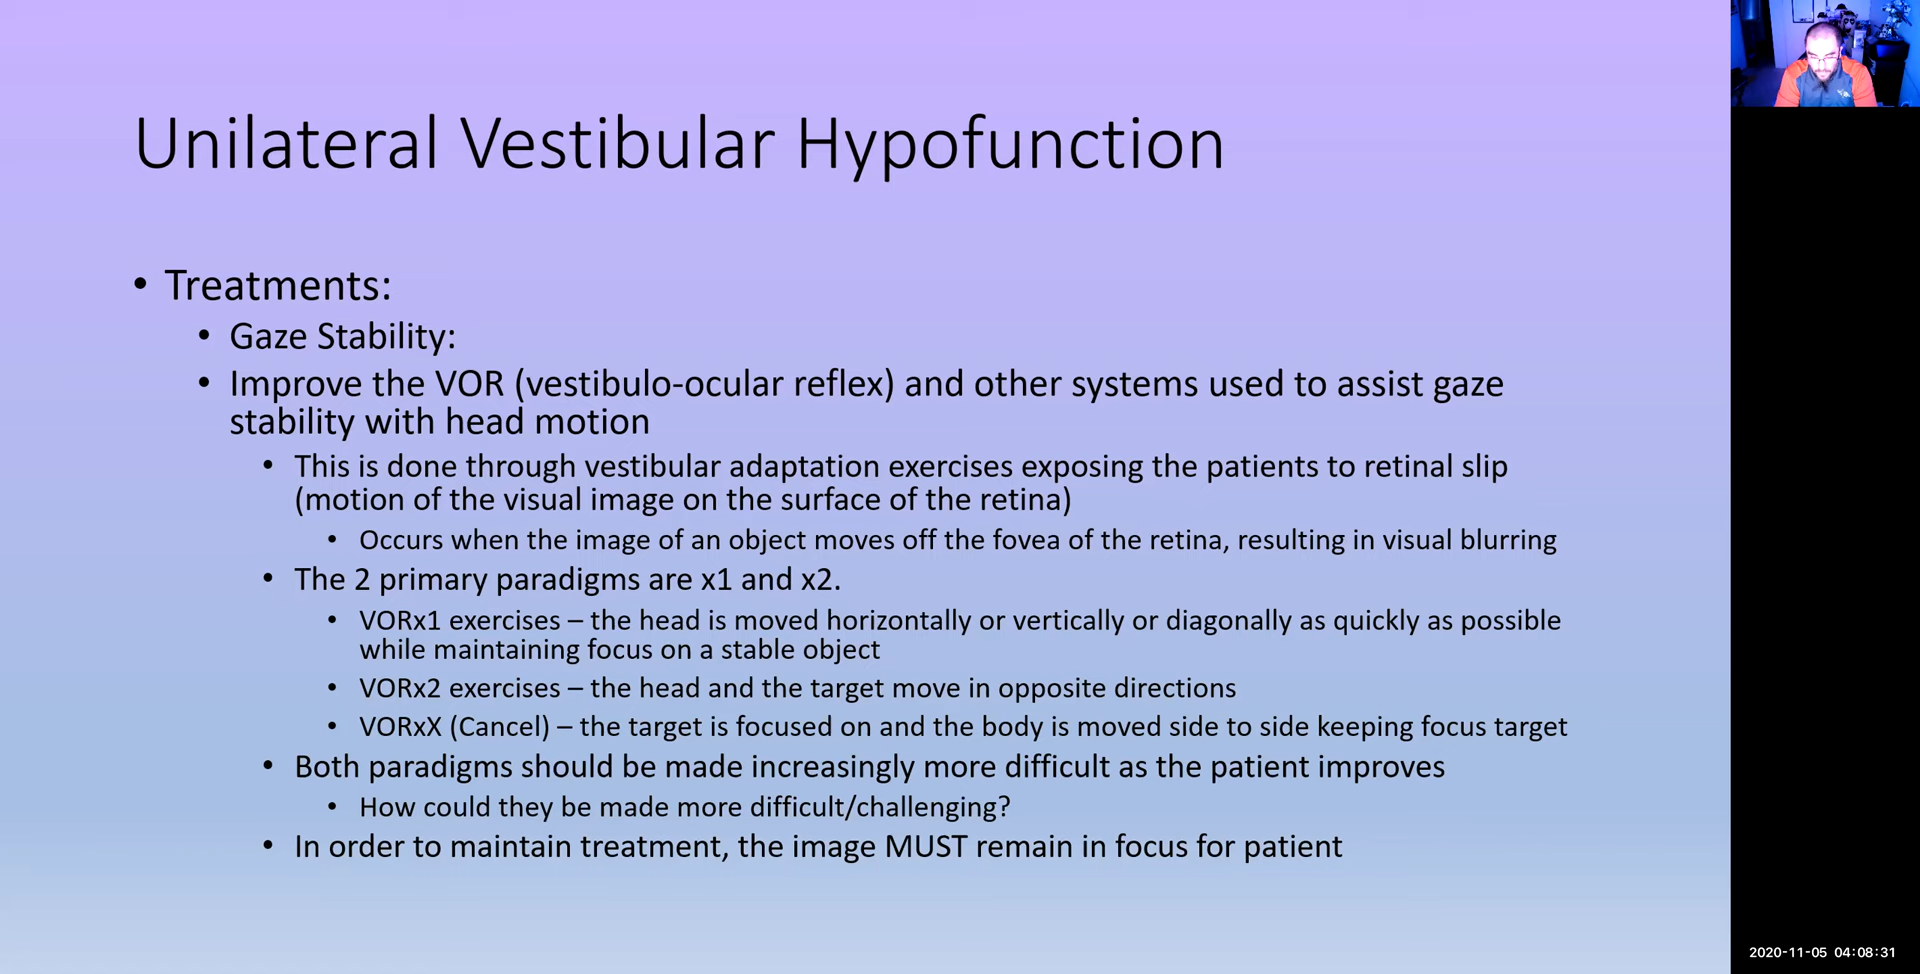 Unilateral Vestibular Hypofunction
• Treatments:
• Gaze Stability:
• Improve the VOR (vestibulo-ocular reflex) and other systems used to assist gaze
stability with head motion
• This is done through vestibular adaptation exercises exposing the patients to retinal slip
(motion of the visual image on the surface of the retina)
• Occurs when the image of an object moves off the fovea of the retina, resulting in visual blurring
• The 2 primary paradigms are x1 and x2.
• VORx1 exercises – the head is moved horizontally or vertically or diagonally as quickly as possible
while maintaining focus on a stable object
• VORx2 exercises – the head and the target move in opposite directions
• VORxX (Cancel) – the target is focused on and the body is moved side to side keeping focus target
• Both paradigms should be made increasingly more difficult as the patient improves
• How could they be made more difficult/challenging?
• In order to maintain treatment, the image MUST remain in focus for patient
2020-11-05 04:08:31